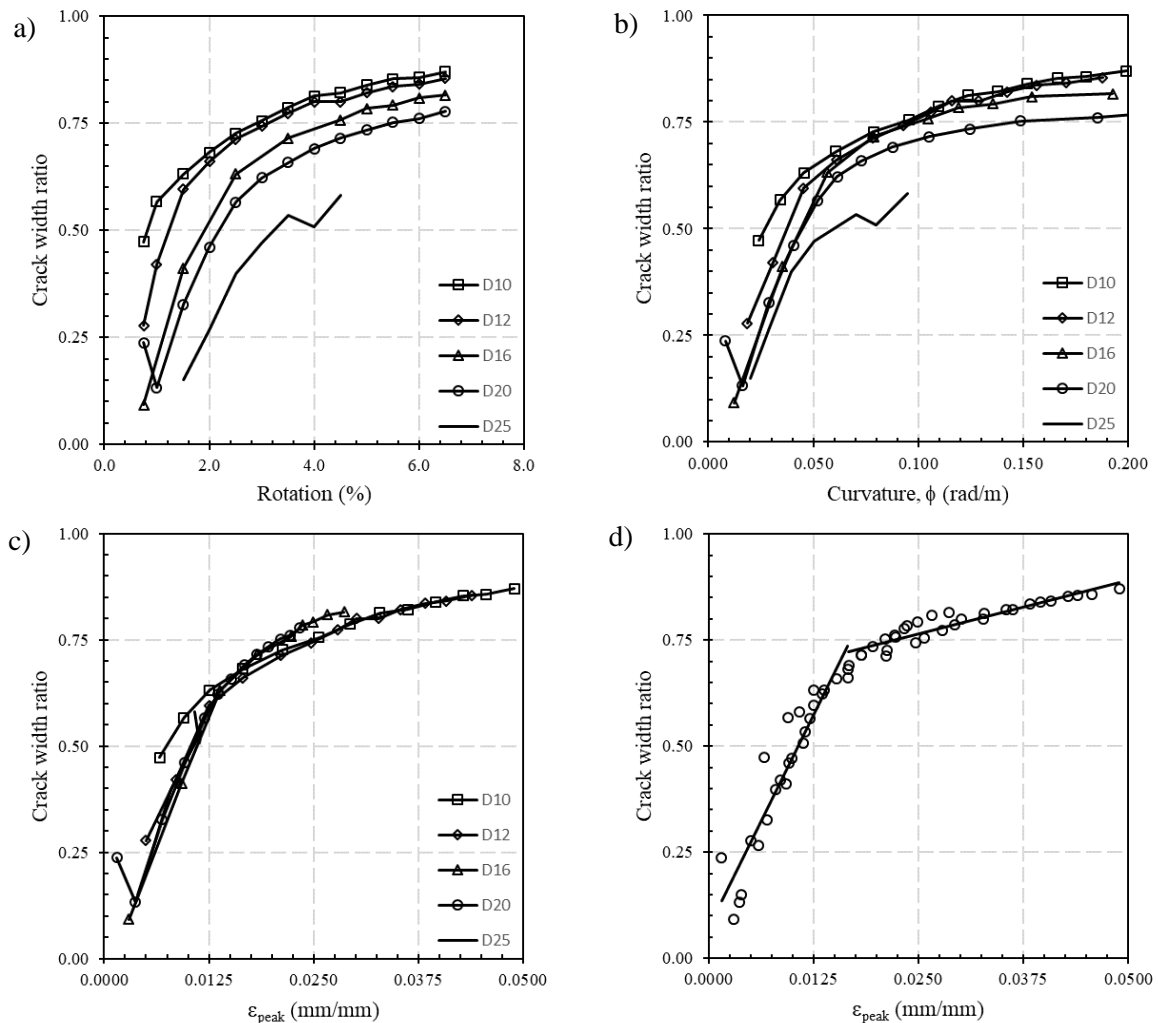 a)
1.00
0.75
0.50
0.25
0.00
Crack width ratio
D10
D12
D16
D20
D25
0.0 2.0 4.0 6.0 8.0
Rotation (%)
b)
1.00
0.75
0.50
0.25
0.00
Crack width ratio
D10
D12
D16
D20
D25
0.000 0.050 0.100 0.150 0.200
Curvature, ϕ (rad/m)
c)
1.00
0.75
0.50
0.25
0.00
Crack width ratio
D10
D12
D16
D20
D25
0.0000 0.0125 0.0250 0.0375 0.0500
εpeak (mm/mm)
d)
1.00
0.75
0.50
0.25
0.00
Crack width ratio
0.0000 0.0125 0.0250 0.0375 0.0500
εpeak (mm/mm)